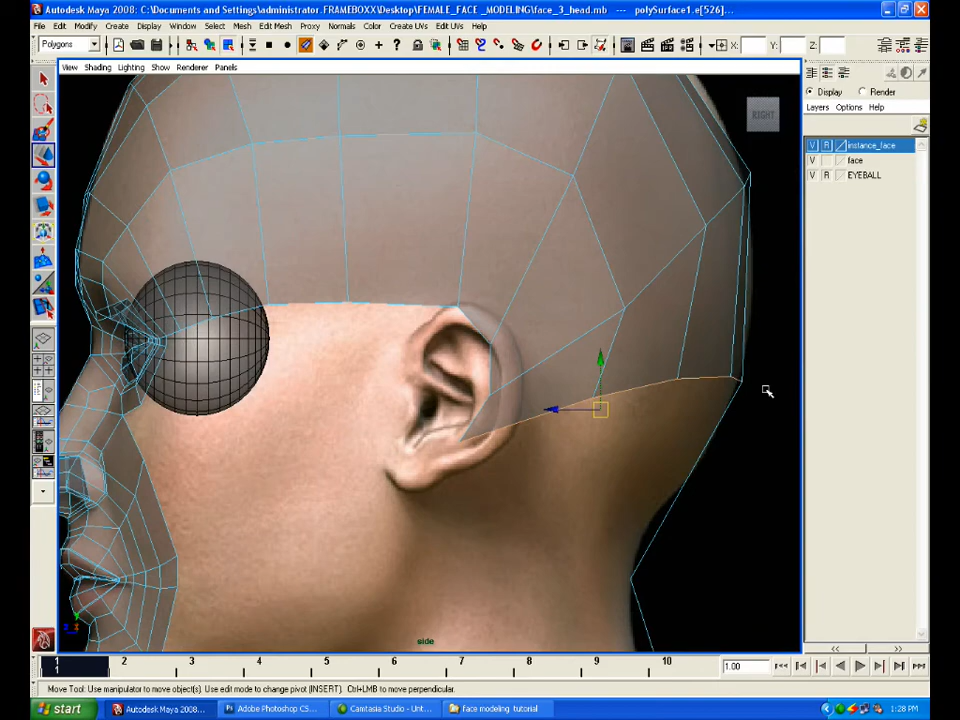 Autodesk Maya 2008: C:\Documents and Settings\administrator.FRAMEBOXX\Desktop\FEMALE_FACE _MODELING\face_3_head.mb --- polySurface1.e[526]...
File Edit Modify Create Display Window Select Mesh Edit Mesh Proxy Normals Color Create UVs Edit UVs Help
Polygons X: Y: Z:
View Shading Lighting Show Renderer Panels
Display Render
Layers Options Help
RIGHT
V R instance_face
V face
V R EYEBALL
side
1 2 3 4 5 6 7 8 9 10 1.00
1
Move Tool: Use manipulator to move object(s). Use edit mode to change pivot (INSERT). Ctrl+LMB to move perpendicular.
start Autodesk Maya 2008... Adobe Photoshop CS... Camtasia Studio - Unt... face modeling tutorial 1:28 PM